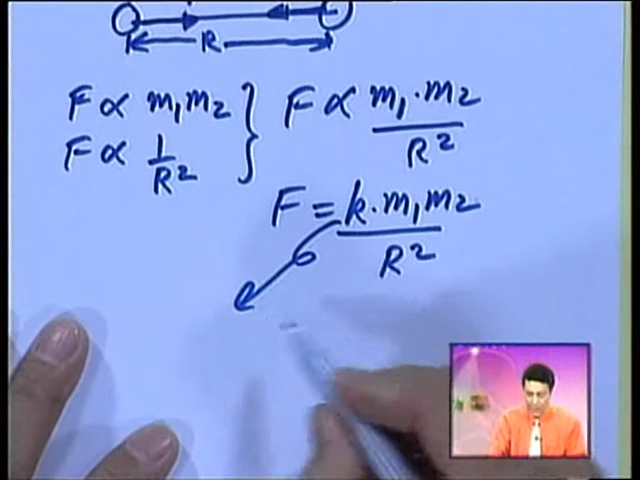 R
F ∝ m₁m₂ } F ∝ m₁·m₂ / R²
F ∝ 1/R²
F = k·m₁m₂ / R²